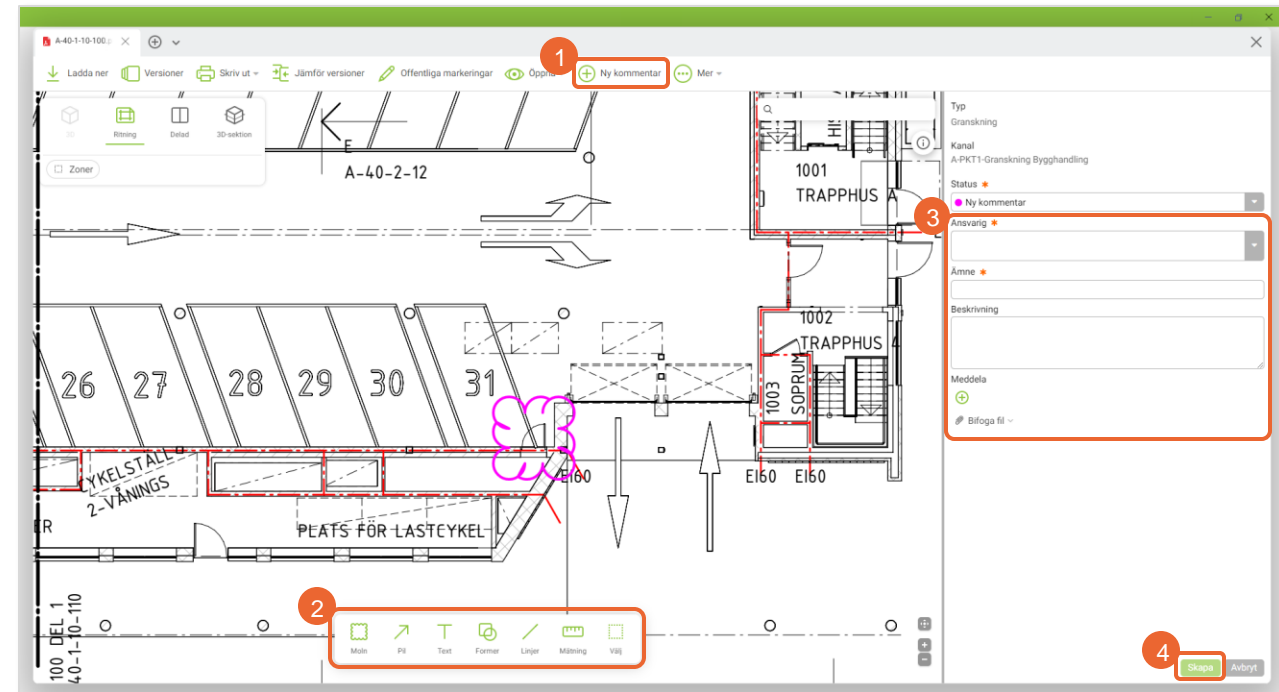 A-40-1-10-100.p
1
Ladda ner Versioner Skriv ut Jämför versioner Offentliga markeringar Öppna Ny kommentar Mer
3D Ritning Delad 3D-sektion
Zoner
E
A-40-2-12
1001
TRAPPHUS A
1002
TRAPPHUS A
1003
SOPRUM
26 27 28 29 30 31
EI60 EI60 EI60
CYKELSTÄLL
2-VÅNINGS
ER
PLATS FÖR LASTCYKEL
100 DEL 1
40-1-10-110
2
Moln Pil Text Former Linjer Mätning Välj
Typ
Granskning
Kanal
A-PKT1-Granskning Bygghandling
Status *
Ny kommentar
3
Ansvarig *
Ämne *
Beskrivning
Meddela
Bifoga fil
4
Skapa Avbryt